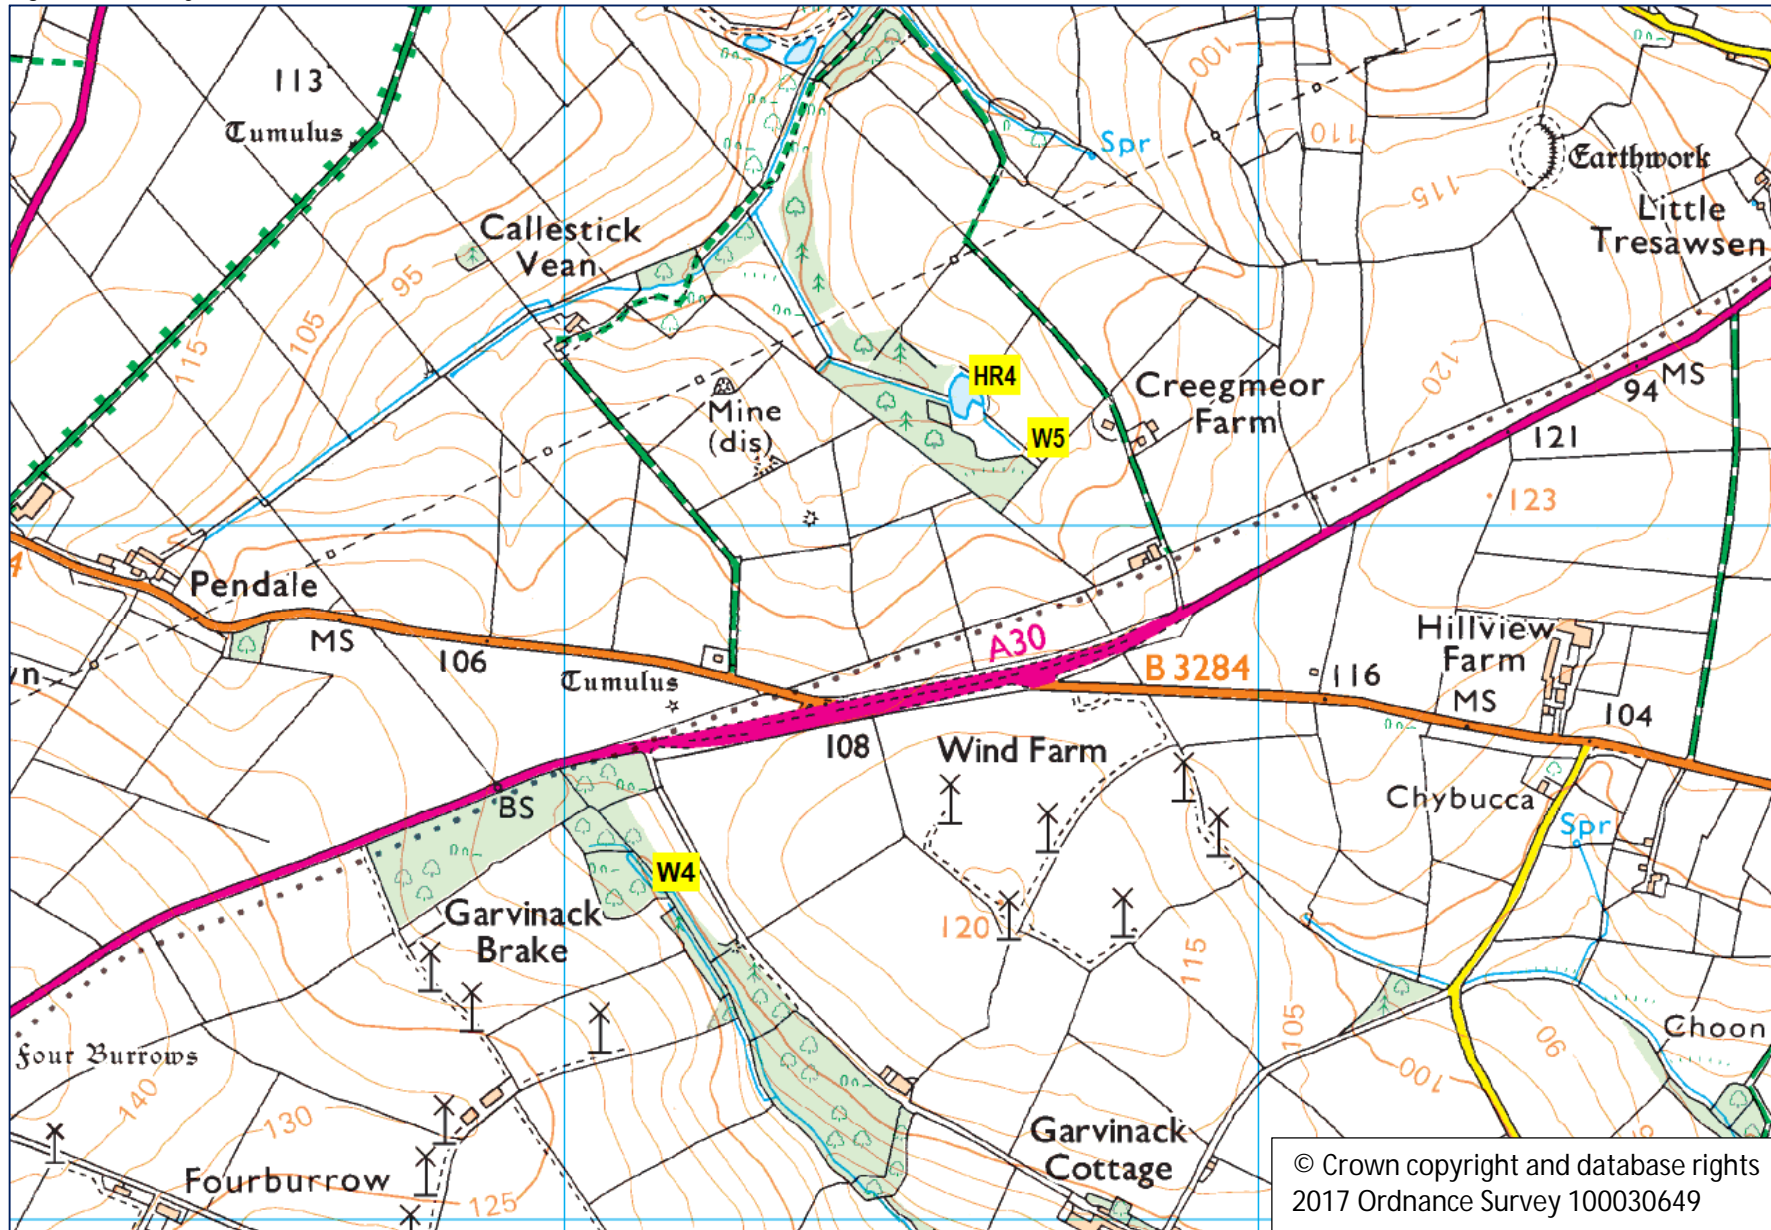 113
Tumulus
100
110
Spr
Earthwork
115
Little
Tresawsen
Callestick
Vean
95
105
115
120
HR4
Creegmeor
Farm
94
MS
Mine
(dis)
W5
121
123
4
Pendale
MS
106
Tumulus
A30
B 3284
Hillview
Farm
116
MS
104
108
Wind Farm
BS
Chybucca
Spr
W4
Garvinack
Brake
120
115
105
Choon
90
100
Four Burrows
140
130
Garvinack
Cottage
Fourburrow
125
© Crown copyright and database rights
2017 Ordnance Survey 100030649